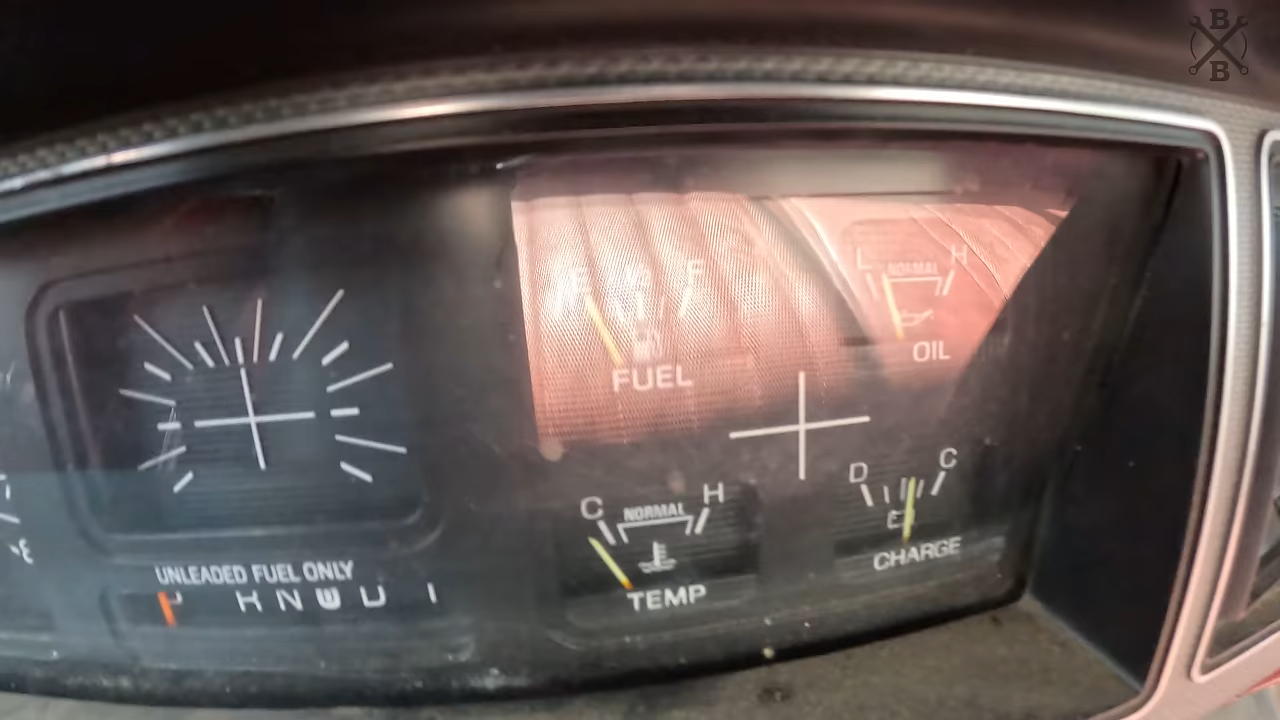 B
B
E F
L NORMAL H
FUEL
OIL
C NORMAL H
D C
TEMP
CHARGE
UNLEADED FUEL ONLY
P R N D 1